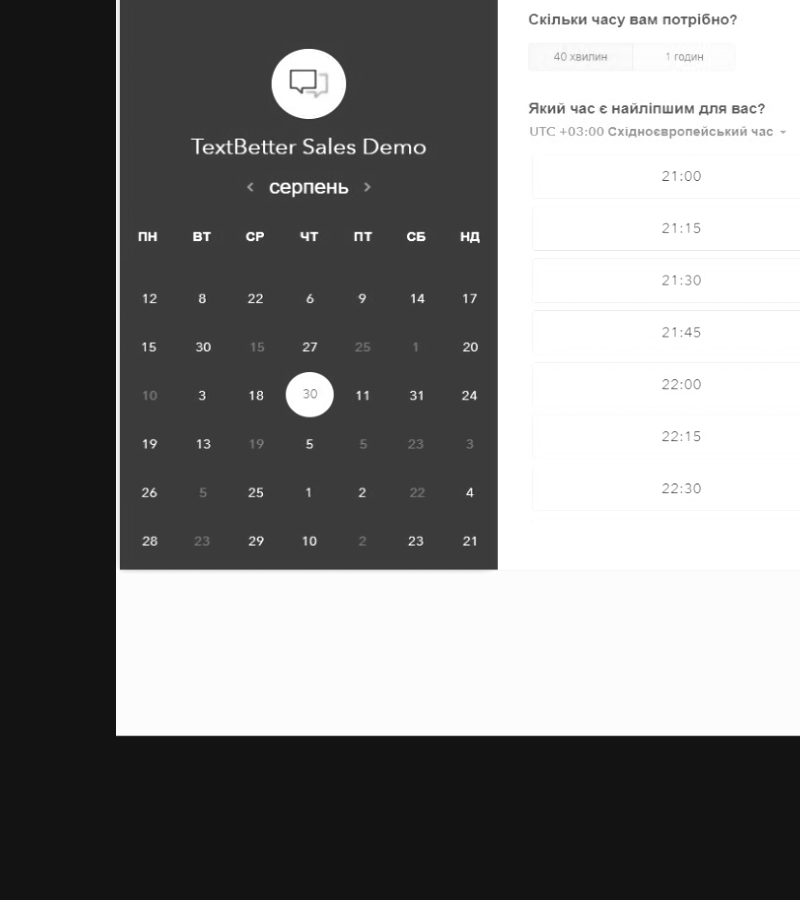 TextBetter Sales Demo
< серпень >
ПН ВТ СР ЧТ ПТ СБ НД
12 8 22 6 9 14 17
15 30 15 27 25 1 20
10 3 18 30 11 31 24
19 13 19 5 5 23 3
26 5 25 1 2 22 4
28 23 29 10 2 23 21
Скільки часу вам потрібно?
40 хвилин 1 годин
Який час є найліпшим для вас?
UTC +03:00 Східноєвропейський час
21:00
21:15
21:30
21:45
22:00
22:15
22:30